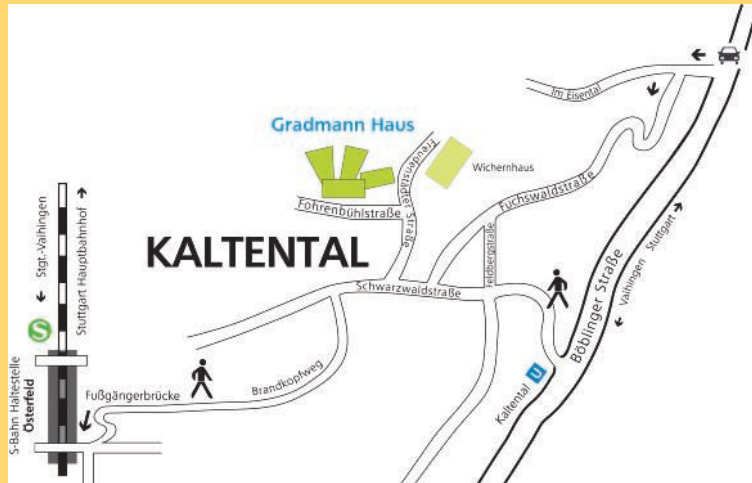 Im Eisental
Gradmann Haus
Freudenstädter Straße
Wichernhaus
Fuchswaldstraße
Fohrenbühlstraße
KALTENTAL
Feldbergstraße
Schwarzwaldstraße
Stgt.-Vaihingen
Stuttgart Hauptbahnhof
Böblinger Straße
Vaihingen Stuttgart
S
S-Bahn Haltestelle
Österfeld
Fußgängerbrücke
Brandkopfweg
Kaltental
U